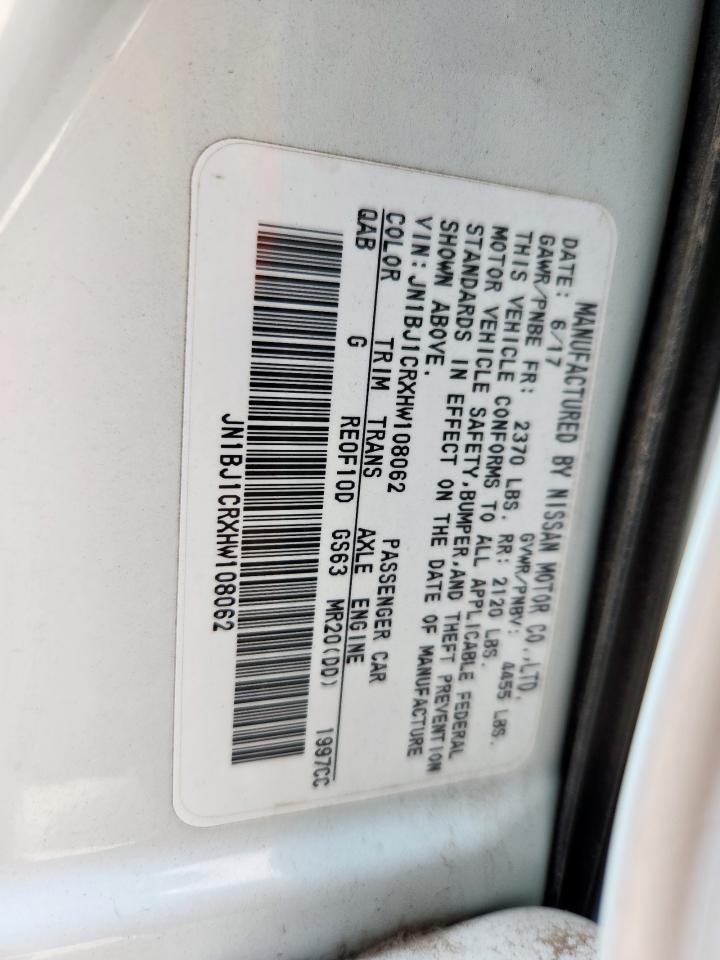 MANUFACTURED BY NISSAN MOTOR CO.,LTD.
DATE: 6/17 GVWR/PNBV: 4455 LBS.
GAWR/PNBE FR: 2370 LBS. RR: 2120 LBS.
THIS VEHICLE CONFORMS TO ALL APPLICABLE FEDERAL
MOTOR VEHICLE SAFETY,BUMPER,AND THEFT PREVENTION
STANDARDS IN EFFECT ON THE DATE OF MANUFACTURE
SHOWN ABOVE.
VIN:JN1BJ1CRXHW108062 PASSENGER CAR
COLOR TRIM TRANS AXLE ENGINE
QAB G RE0F10D GS63 MR20(DD) 1997CC
JN1BJ1CRXHW108062